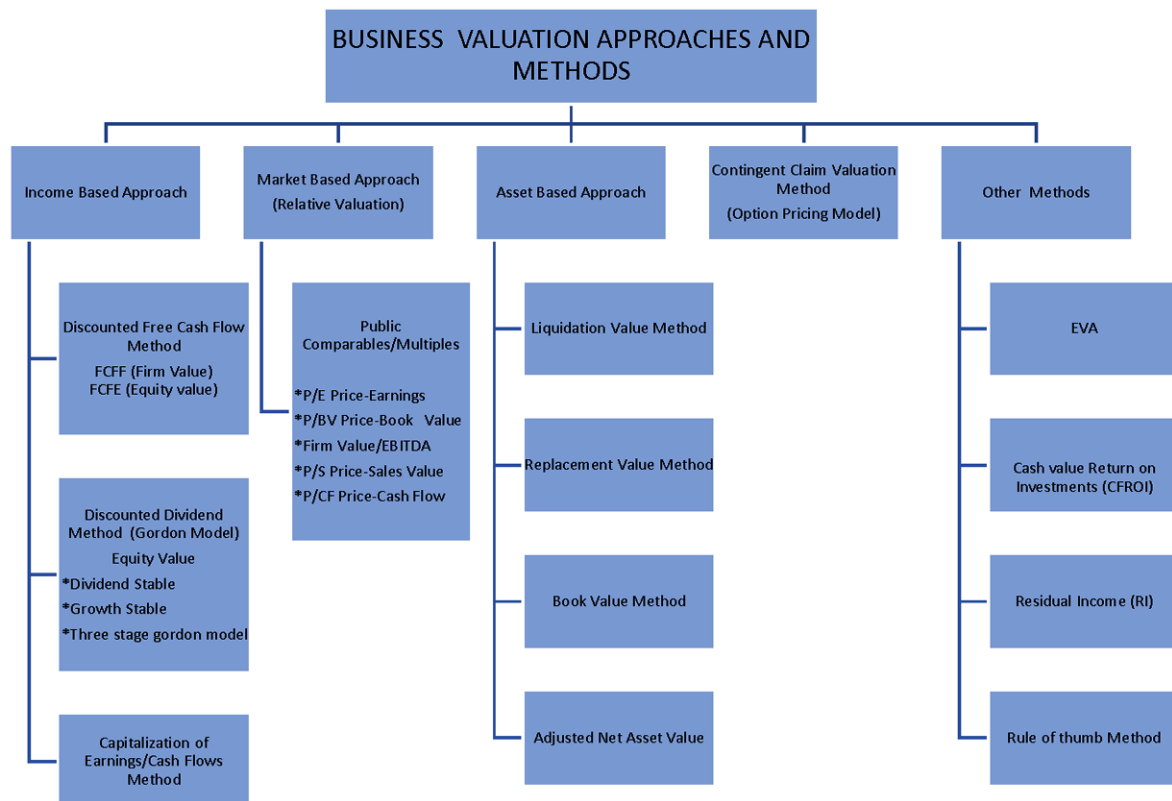 BUSINESS VALUATION APPROACHES AND
METHODS
Income Based Approach
Market Based Approach
(Relative Valuation)
Asset Based Approach
Contingent Claim Valuation
Method
(Option Pricing Model)
Other Methods
Discounted Free Cash Flow
Method
FCFF (Firm Value)
FCFE (Equity value)
Discounted Dividend
Method (Gordon Model)
Equity Value
*Dividend Stable
*Growth Stable
*Three stage gordon model
Capitalization of
Earnings/Cash Flows
Method
Public
Comparables/Multiples
*P/E Price-Earnings
*P/BV Price-Book Value
*Firm Value/EBITDA
*P/S Price-Sales Value
*P/CF Price-Cash Flow
Liquidation Value Method
Replacement Value Method
Book Value Method
Adjusted Net Asset Value
EVA
Cash value Return on
Investments (CFROI)
Residual Income (RI)
Rule of thumb Method